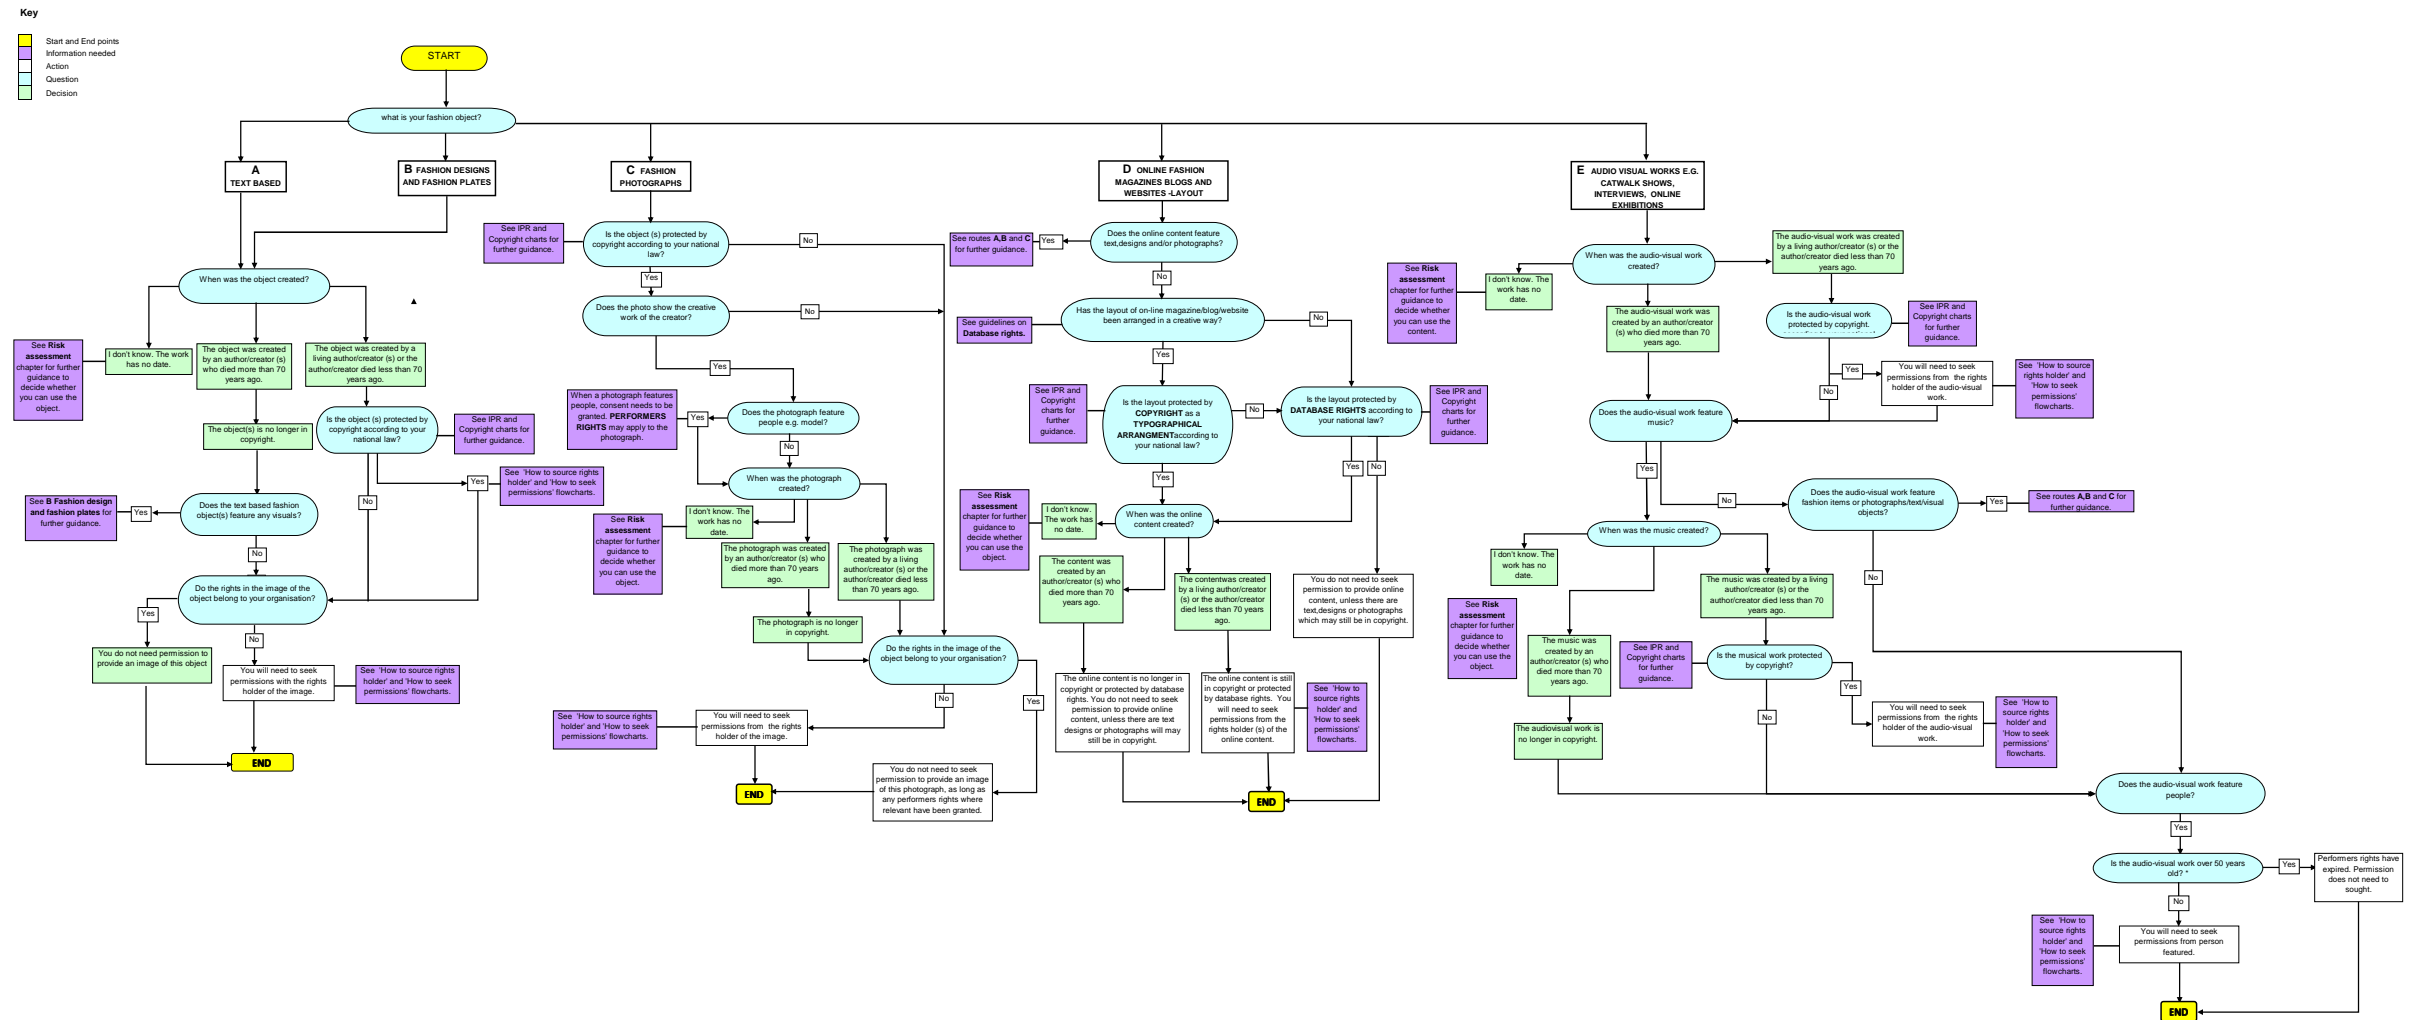 Key
Start and End points
Information needed
Action
Question
Decision
START
what is your fashion object?
A
TEXT BASED
B FASHION DESIGNS
AND FASHION PLATES
C FASHION
PHOTOGRAPHS
D ONLINE FASHION
MAGAZINES BLOGS AND
WEBSITES -LAYOUT
E AUDIO VISUAL WORKS E.G.
CATWALK SHOWS,
INTERVIEWS, ONLINE
EXHIBITIONS
When was the object created?
See Risk
assessment
chapter for further
guidance to
decide whether
you can use the
object.
I don't know. The work
has no date.
The object was created
by an author/creator (s)
who died more than 70
years ago.
The object was created by a
living author/creator (s) or the
author/creator died less than 70
years ago.
The object(s) is no longer in
copyright.
Is the object (s) protected by
copyright according to your
national law?
See IPR and
Copyright charts for
further guidance.
Yes
See 'How to source rights
holder' and 'How to seek
permissions' flowcharts.
No
See B Fashion design
and fashion plates for
further guidance.
Yes
Does the text based fashion
object(s) feature any visuals?
No
Do the rights in the image of the
object belong to your organisation?
Yes
No
You do not need permission to
provide an image of this object
You will need to seek
permissions with the rights
holder of the image.
See 'How to source rights
holder' and 'How to seek
permissions' flowcharts.
END
See IPR and
Copyright charts for
further guidance.
Is the object (s) protected by
copyright according to your national
law?
No
Yes
Does the photo show the creative
work of the creator?
No
Yes
When a photograph features
people, consent needs to be
granted. PERFORMERS
RIGHTS may apply to the
photograph.
Yes
Does the photograph feature
people e.g. model?
No
When was the photograph
created?
See Risk
assessment
chapter for further
guidance to
decide whether
you can use the
object.
I don't know. The
work has no
date.
The photograph was created
by an author/creator (s) who
died more than 70 years
ago.
The photograph was
created by a living
author/creator (s) or the
author/creator died less
than 70 years ago.
The photograph is no longer
in copyright.
Do the rights in the image of the
object belong to your organisation?
No
Yes
See 'How to source rights
holder' and 'How to seek
permissions' flowcharts.
You will need to seek
permissions from the rights
holder of the image.
You do not need to seek
permission to provide an image
of this photograph, as long as
any performers rights where
relevant have been granted.
END
See routes A,B and C
for further guidance.
Yes
Does the online content feature
text,designs and/or photographs?
No
See guidelines on
Database rights.
Has the layout of on-line magazine/blog/website
been arranged in a creative way?
No
Yes
See IPR and
Copyright
charts for
further
guidance.
Is the layout protected by
COPYRIGHT as a
TYPOGRAPHICAL
ARRANGMENTaccording to
your national law?
No
Is the layout protected by
DATABASE RIGHTS according to
your national law?
See IPR and
Copyright
charts for
further
guidance.
Yes
Yes
No
See Risk
assessment
chapter for further
guidance to
decide whether
you can use the
object.
I don't know.
The work has
no date.
When was the online
content created?
The content was
created by an
author/creator (s) who
died more than 70
years ago.
The contentwas created
by a living author/creator
(s) or the author/creator
died less than 70 years
ago.
You do not need to seek
permission to provide online
content, unless there are
text,designs or photographs
which may still be in copyright.
The online content is no longer in
copyright or protected by database
rights. You do not need to seek
permission to provide online
content, unless there are text
designs or photographs will may
still be in copyright.
The online content is still
in copyright or protected
by database rights. You
will need to seek
permissions from the
rights holder (s) of the
online content.
See 'How to
source rights
holder' and
'How to seek
permissions'
flowcharts.
END
When was the audio-visual work
created?
The audio-visual work was created
by a living author/creator (s) or the
author/creator died less than 70
years ago.
See Risk
assessment
chapter for further
guidance to
decide whether
you can use the
content.
I don't know. The
work has no
date.
The audio-visual work was
created by an author/creator
(s) who died more than 70
years ago.
Is the audio-visual work
protected by copyright.
See IPR and
Copyright charts
for further
guidance.
Yes
No
You will need to seek
permissions from the rights
holder of the audio-visual
work.
See 'How to source
rights holder' and
'How to seek
permissions'
flowcharts.
Does the audio-visual work feature
music?
Yes
No
Does the audio-visual work feature
fashion items or photographs/text/visual
objects?
Yes
See routes A,B and C for
further guidance.
No
When was the music created?
I don't know. The
work has no
date.
See Risk
assessment
chapter for further
guidance to
decide whether
you can use the
object.
The music was
created by an
author/creator (s) who
died more than 70
years ago.
The music was created by a living
author/creator (s) or the
author/creator died less than 70
years ago.
See IPR and
Copyright charts
for further
guidance.
Is the musical work protected
by copyright?
Yes
No
The audiovisual work is
no longer in copyright.
You will need to seek
permissions from the rights
holder of the audio-visual
work.
See 'How to
source rights
holder' and
'How to seek
permissions'
flowcharts.
Does the audio-visual work feature
people?
Yes
Is the audio-visual work over 50 years
old? *
Yes
Performers rights have
expired. Permission
does not need to
sought.
No
See 'How to
source rights
holder' and
'How to seek
permissions'
flowcharts.
You will need to seek
permissions from person
featured.
END